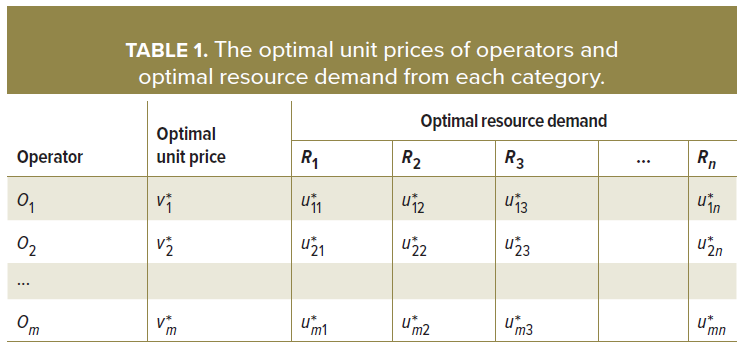 TABLE 1. The optimal unit prices of operators and
optimal resource demand from each category.
Operator Optimal unit price Optimal resource demand
R₁ R₂ R₃ ... Rₙ
O₁ v*₁ u*₁₁ u*₁₂ u*₁₃ u*₁ₙ
O₂ v*₂ u*₂₁ u*₂₂ u*₂₃ u*₂ₙ
...
Oₘ v*ₘ u*ₘ₁ u*ₘ₂ u*ₘ₃ u*ₘₙ